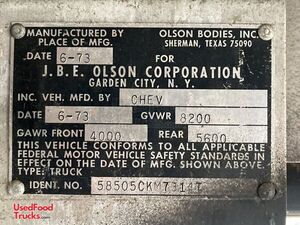 MANUFACTURED BY OLSON BODIES, INC.
PLACE OF MFG. SHERMAN, TEXAS 75090
DATE 6-73 FOR
J.B.E. OLSON CORPORATION
GARDEN CITY, N.Y.
INC. VEH. MFD. BY CHEV
DATE 6-73 GVWR 8200
GAWR FRONT 4000 REAR 5600
THIS VEHICLE CONFORMS TO ALL APPLICABLE
FEDERAL MOTOR VEHICLE SAFETY STANDARDS IN
EFFECT ON THE DATE OF MFG. SHOWN ABOVE.
TYPE: TRUCK
IDENT. NO. 58505CKM7314T
UsedFood
Trucks.com